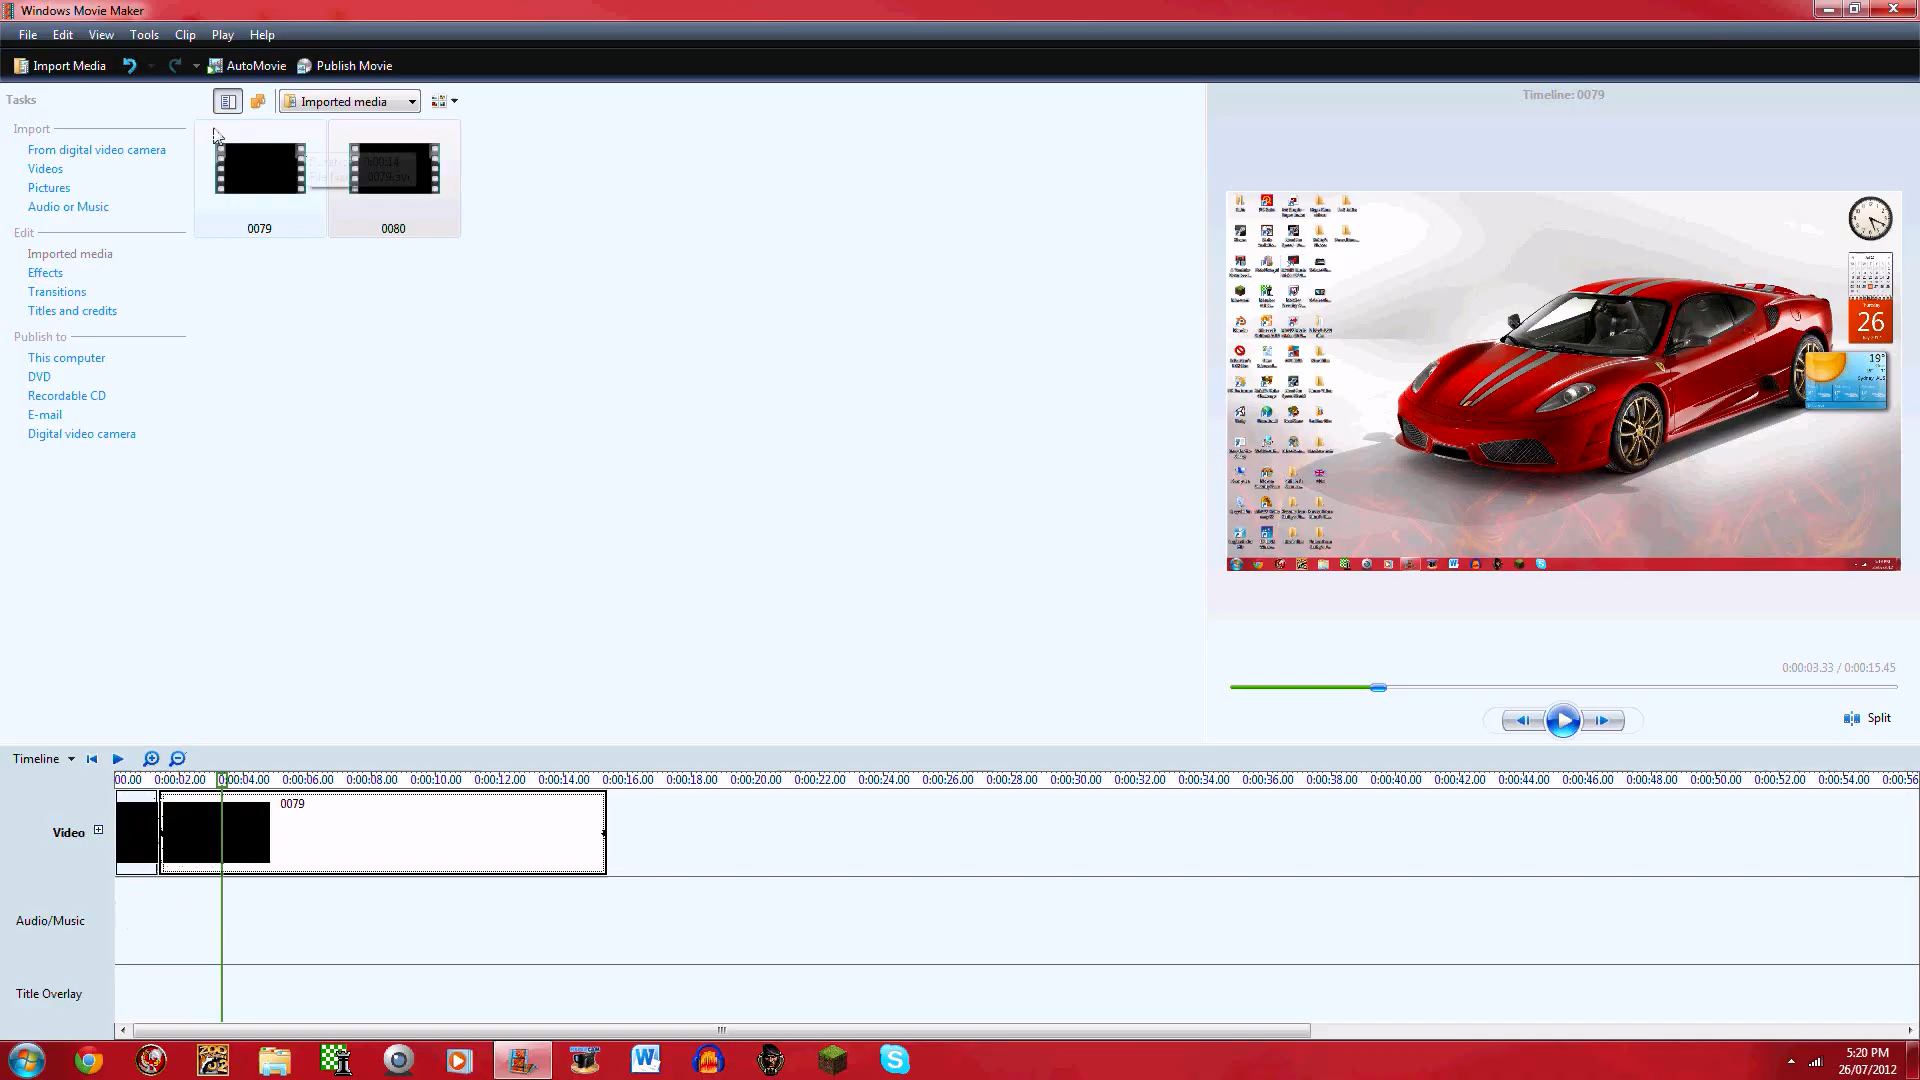 Windows Movie Maker
File Edit View Tools Clip Play Help
Import Media AutoMovie Publish Movie
Tasks
Imported media
Import
From digital video camera
Videos
Pictures
Audio or Music
Edit
Imported media
Effects
Transitions
Titles and credits
Publish to
This computer
DVD
Recordable CD
E-mail
Digital video camera
0079 0080
Timeline: 0079
26
19°
0:00:03.33 / 0:00:15.45
Split
Timeline
00.00 0:00:02.00 0:00:04.00 0:00:06.00 0:00:08.00 0:00:10.00 0:00:12.00 0:00:14.00 0:00:16.00 0:00:18.00 0:00:20.00 0:00:22.00 0:00:24.00 0:00:26.00 0:00:28.00 0:00:30.00 0:00:32.00 0:00:34.00 0:00:36.00 0:00:38.00 0:00:40.00 0:00:42.00 0:00:44.00 0:00:46.00 0:00:48.00 0:00:50.00 0:00:52.00 0:00:54.00 0:00:56
0079
Video
Audio/Music
Title Overlay
5:20 PM
26/07/2012